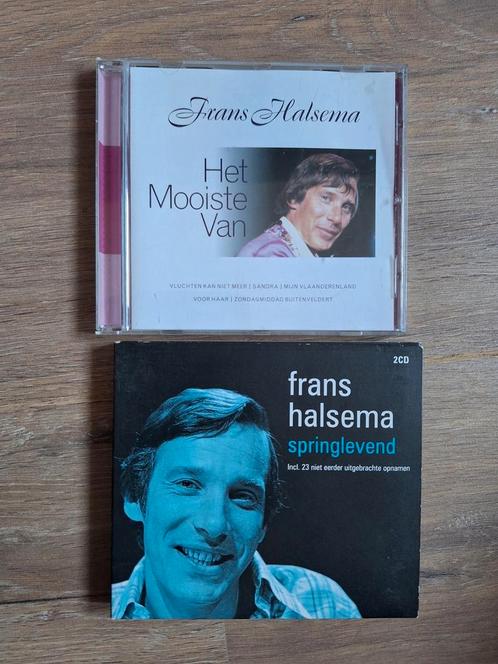 Frans Halsema
Het
Mooiste
Van
VLUCHTEN KAN NIET MEER | SANDRA | MIJN VLAANDERENLAND
VOOR HAAR | ZONDAGMIDDAG BUITENVELDERT
2CD
frans
halsema
springlevend
Incl. 23 niet eerder uitgebrachte opnamen